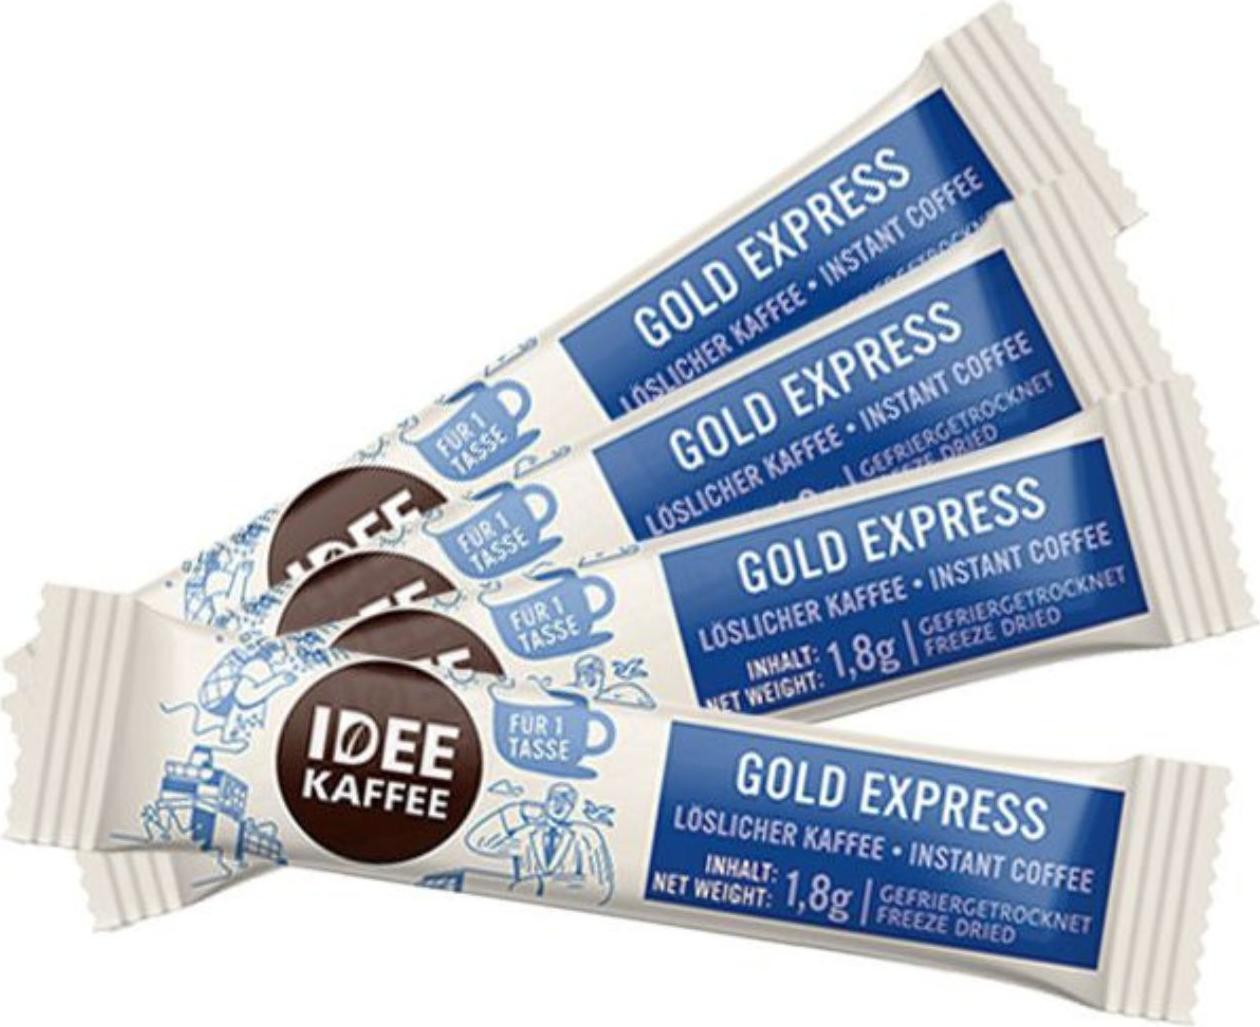 GOLD EXPRESS
LÖSLICHER KAFFEE • INSTANT COFFEE
FÜR 1
TASSE
IDEE
GOLD EXPRESS
LÖSLICHER KAFFEE • INSTANT COFFEE
GEFRIERGETROCKNET
FREEZE DRIED
FÜR 1
TASSE
GOLD EXPRESS
LÖSLICHER KAFFEE • INSTANT COFFEE
INHALT:
NET WEIGHT: 1,8g
GEFRIERGETROCKNET
FREEZE DRIED
FÜR 1
TASSE
IDEE
KAFFEE
FÜR 1
TASSE
GOLD EXPRESS
LÖSLICHER KAFFEE • INSTANT COFFEE
INHALT:
NET WEIGHT: 1,8g
GEFRIERGETROCKNET
FREEZE DRIED